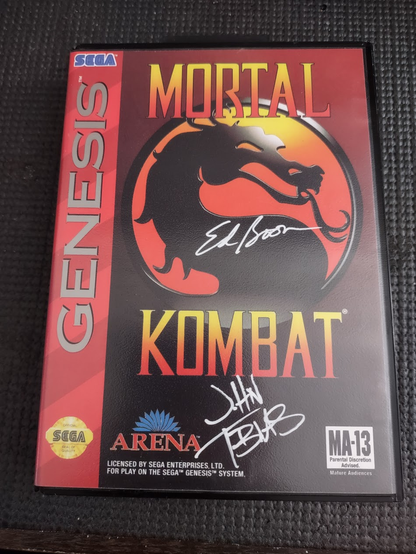 SEGA
GENESIS
MORTAL
Ed Boon
KOMBAT®
JOHN
TOBIAS
SEGA
ARENA
LICENSED BY SEGA ENTERPRISES, LTD.
FOR PLAY ON THE SEGA™ GENESIS™ SYSTEM.
MA-13
Parental Discretion
Advised.
Mature Audiences